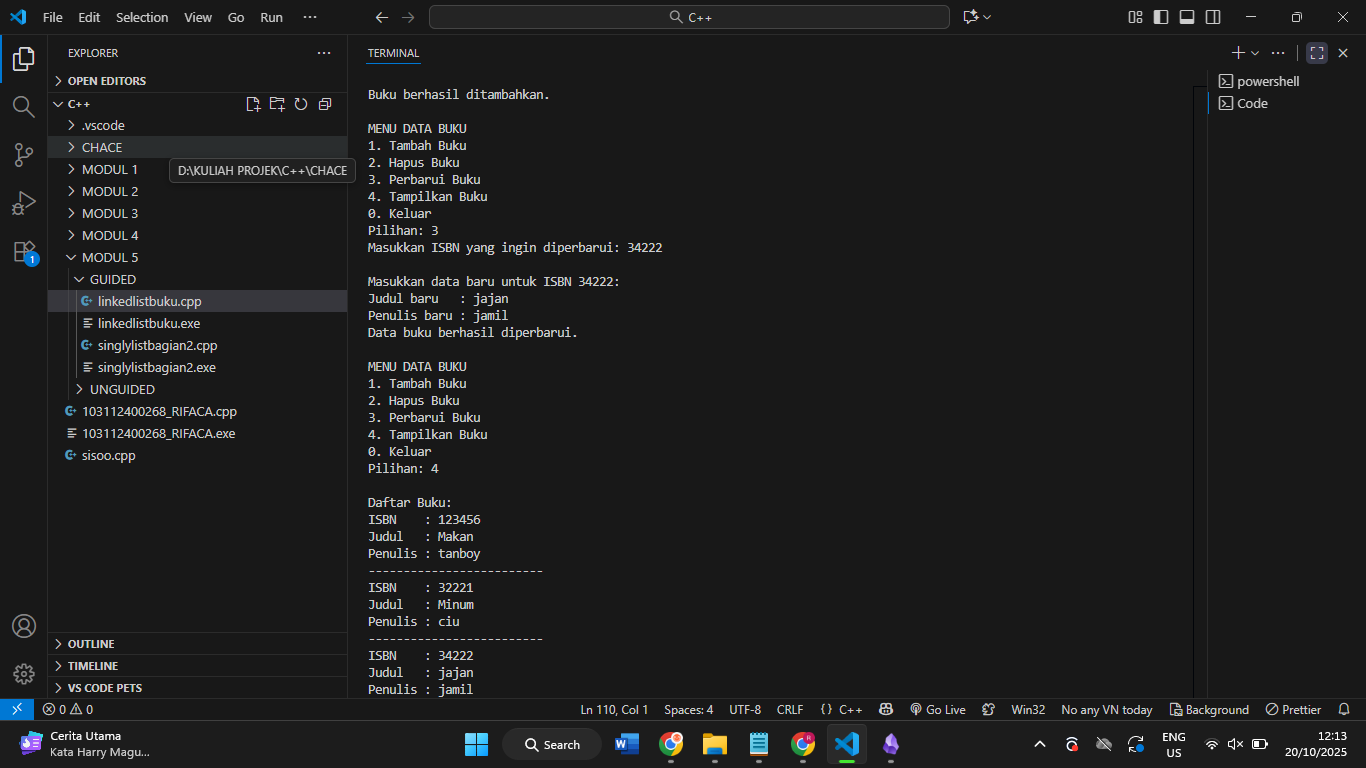 File Edit Selection View Go Run ···
C++
EXPLORER
OPEN EDITORS
C++
.vscode
CHACE
D:\KULIAH PROJEK\C++\CHACE
MODUL 1
MODUL 2
MODUL 3
MODUL 4
MODUL 5
GUIDED
linkedlistbuku.cpp
linkedlistbuku.exe
singlylistbagian2.cpp
singlylistbagian2.exe
UNGUIDED
103112400268_RIFACA.cpp
103112400268_RIFACA.exe
sisoo.cpp
OUTLINE
TIMELINE
VS CODE PETS
1
TERMINAL
Buku berhasil ditambahkan.
MENU DATA BUKU
1. Tambah Buku
2. Hapus Buku
3. Perbarui Buku
4. Tampilkan Buku
0. Keluar
Pilihan: 3
Masukkan ISBN yang ingin diperbarui: 34222
Masukkan data baru untuk ISBN 34222:
Judul baru   : jajan
Penulis baru : jamil
Data buku berhasil diperbarui.
MENU DATA BUKU
1. Tambah Buku
2. Hapus Buku
3. Perbarui Buku
4. Tampilkan Buku
0. Keluar
Pilihan: 4
Daftar Buku:
ISBN    : 123456
Judul   : Makan
Penulis : tanboy
-------------------------
ISBN    : 32221
Judul   : Minum
Penulis : ciu
-------------------------
ISBN    : 34222
Judul   : jajan
Penulis : jamil
powershell
Code
0 0 Ln 110, Col 1 Spaces: 4 UTF-8 CRLF {} C++ Go Live Win32 No any VN today Background Prettier
Cerita Utama
Kata Harry Magu...
Search
ENG
US
12:13
20/10/2025